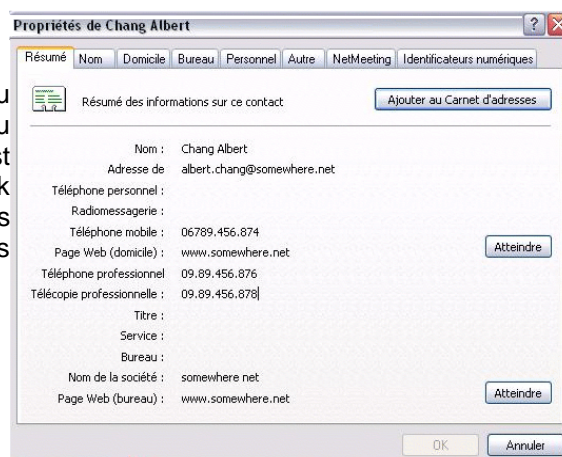 Propriétés de Chang Albert
Résumé Nom Domicile Bureau Personnel Autre NetMeeting Identificateurs numériques
Résumé des informations sur ce contact Ajouter au Carnet d'adresses
Nom : Chang Albert
Adresse de albert.chang@somewhere.net
Téléphone personnel :
Radiomessagerie :
Téléphone mobile : 06789.456.874
Page Web (domicile) : www.somewhere.net Atteindre
Téléphone professionnel 09.89.456.876
Télécopie professionnelle : 09.89.456.878
Titre :
Service :
Bureau :
Nom de la société : somewhere net
Page Web (bureau) : www.somewhere.net Atteindre
OK Annuler